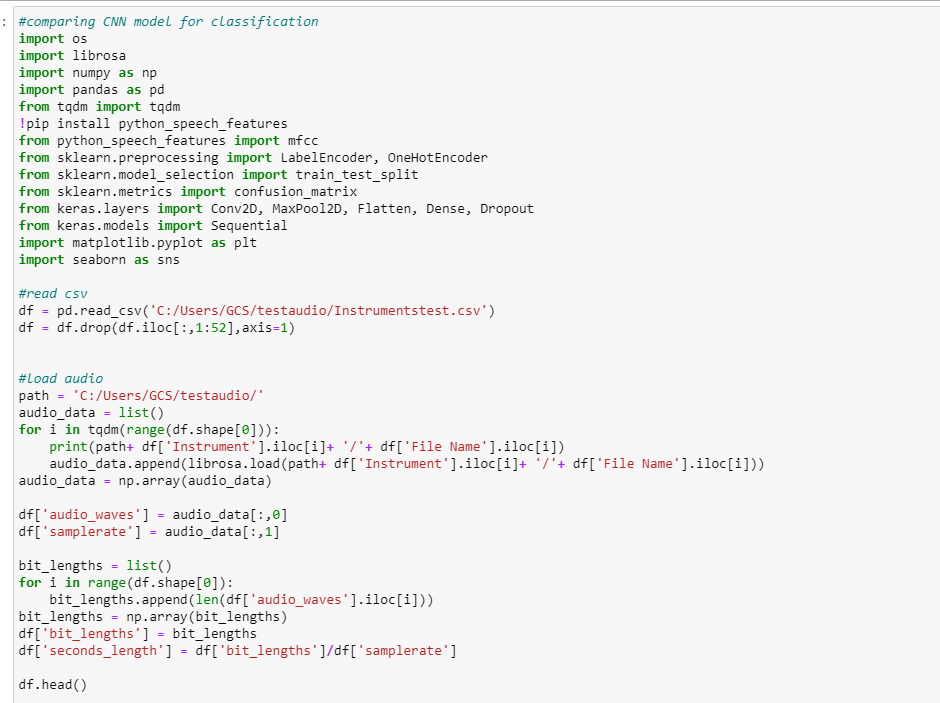 :
#comparing CNN model for classification
import os
import librosa
import numpy as np
import pandas as pd
from tqdm import tqdm
!pip install python_speech_features
from python_speech_features import mfcc
from sklearn.preprocessing import LabelEncoder, OneHotEncoder
from sklearn.model_selection import train_test_split
from sklearn.metrics import confusion_matrix
from keras.layers import Conv2D, MaxPool2D, Flatten, Dense, Dropout
from keras.models import Sequential
import matplotlib.pyplot as plt
import seaborn as sns

#read csv
df = pd.read_csv('C:/Users/GCS/testaudio/Instrumentstest.csv')
df = df.drop(df.iloc[:,1:52],axis=1)


#load audio
path = 'C:/Users/GCS/testaudio/'
audio_data = list()
for i in tqdm(range(df.shape[0])):
    print(path+ df['Instrument'].iloc[i]+ '/'+ df['File Name'].iloc[i])
    audio_data.append(librosa.load(path+ df['Instrument'].iloc[i]+ '/'+ df['File Name'].iloc[i]))
audio_data = np.array(audio_data)

df['audio_waves'] = audio_data[:,0]
df['samplerate'] = audio_data[:,1]

bit_lengths = list()
for i in range(df.shape[0]):
    bit_lengths.append(len(df['audio_waves'].iloc[i]))
bit_lengths = np.array(bit_lengths)
df['bit_lengths'] = bit_lengths
df['seconds_length'] = df['bit_lengths']/df['samplerate']

df.head()